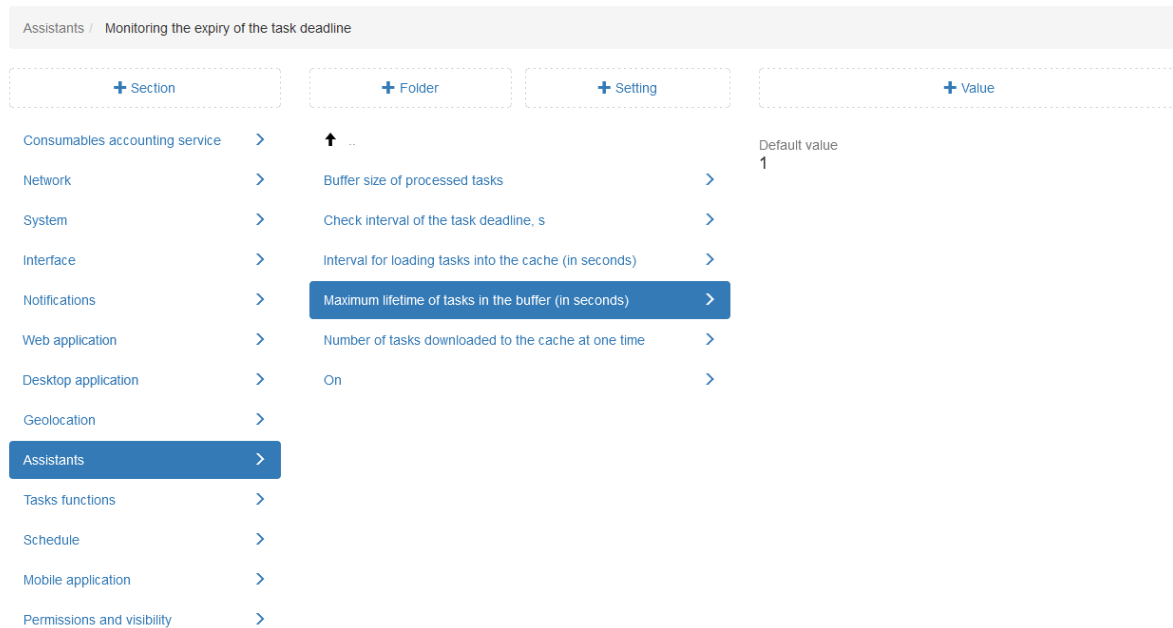 Assistants / Monitoring the expiry of the task deadline
+ Section
+ Folder
+ Setting
+ Value
Consumables accounting service
Network
System
Interface
Notifications
Web application
Desktop application
Geolocation
Assistants
Tasks functions
Schedule
Mobile application
Permissions and visibility
..
Buffer size of processed tasks
Check interval of the task deadline, s
Interval for loading tasks into the cache (in seconds)
Maximum lifetime of tasks in the buffer (in seconds)
Number of tasks downloaded to the cache at one time
On
Default value
1